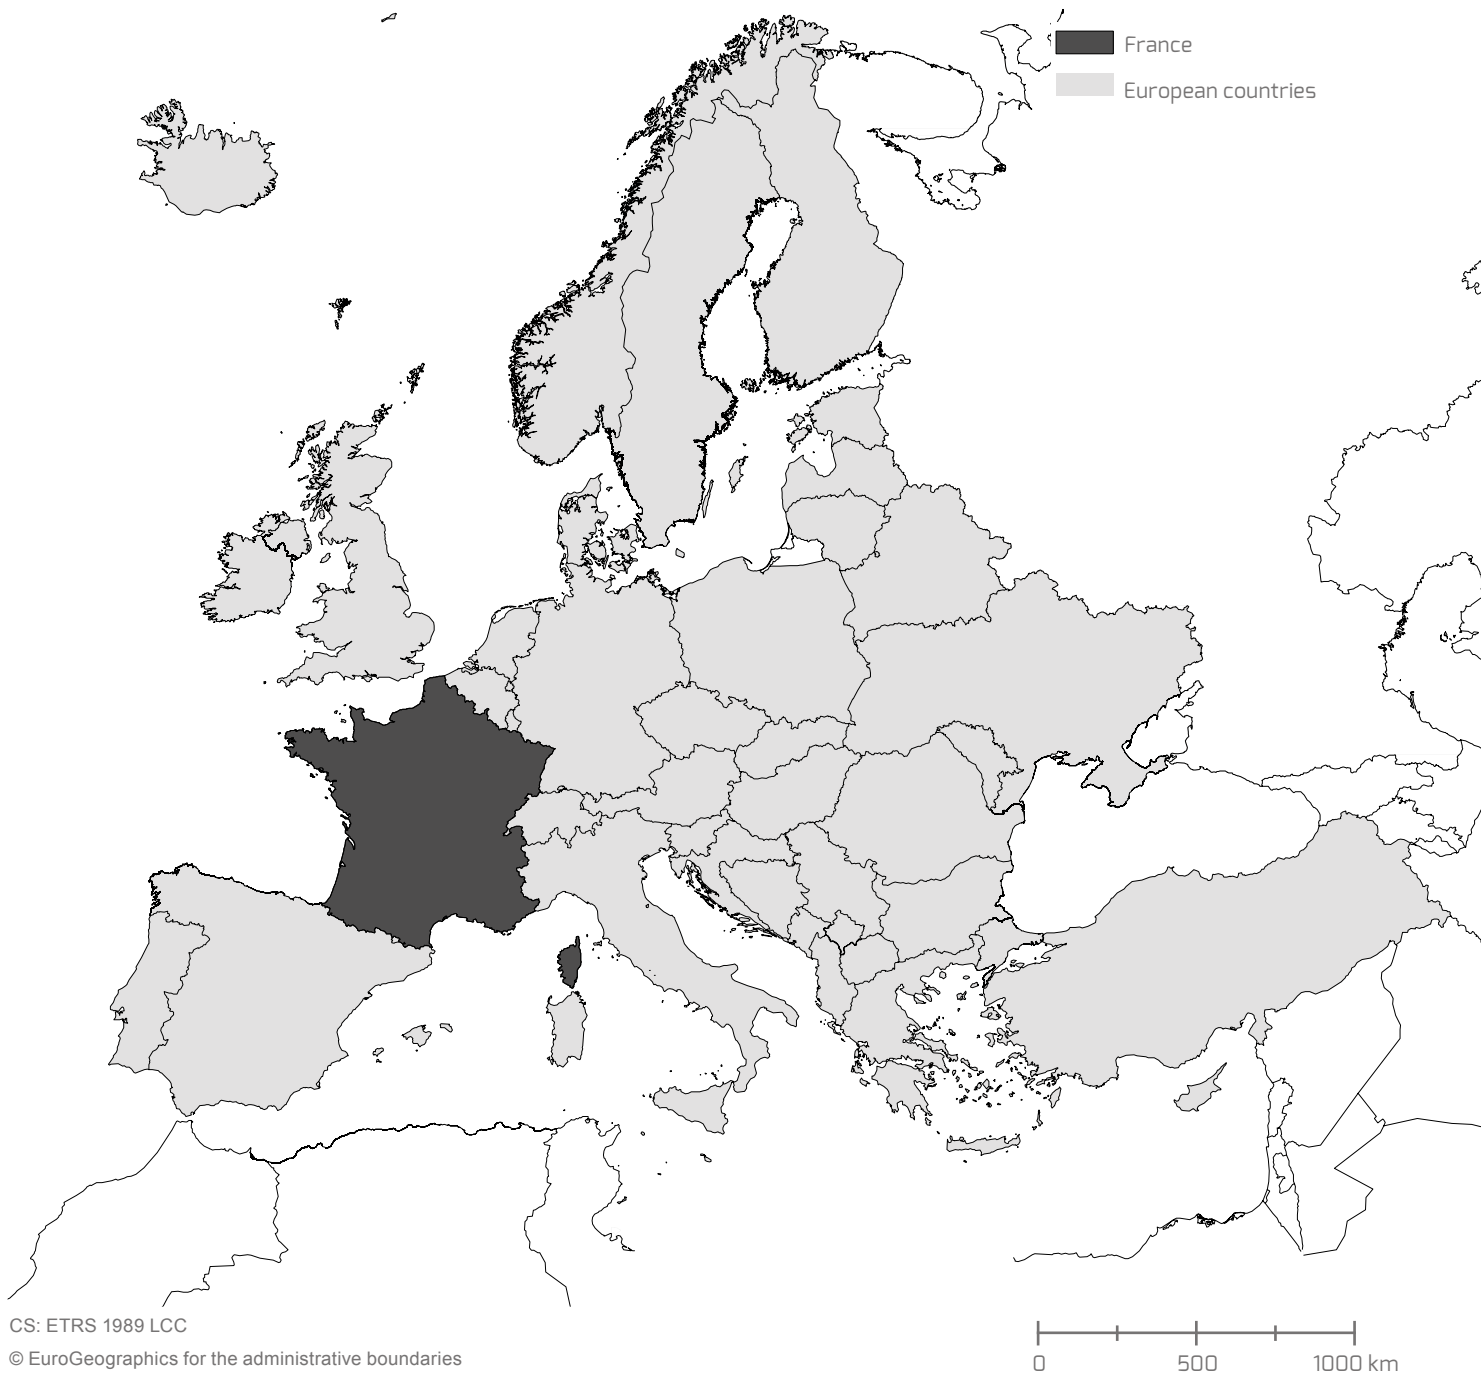 France
European countries
CS: ETRS 1989 LCC
© EuroGeographics for the administrative boundaries
0 500 1000 km